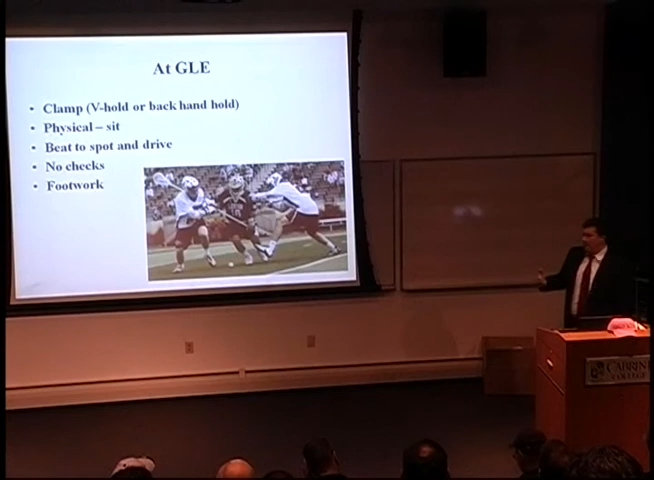 At GLE
• Clamp (V-hold or back hand hold)
• Physical – sit
• Beat to spot and drive
• No checks
• Footwork
CABRINI
COLLEGE